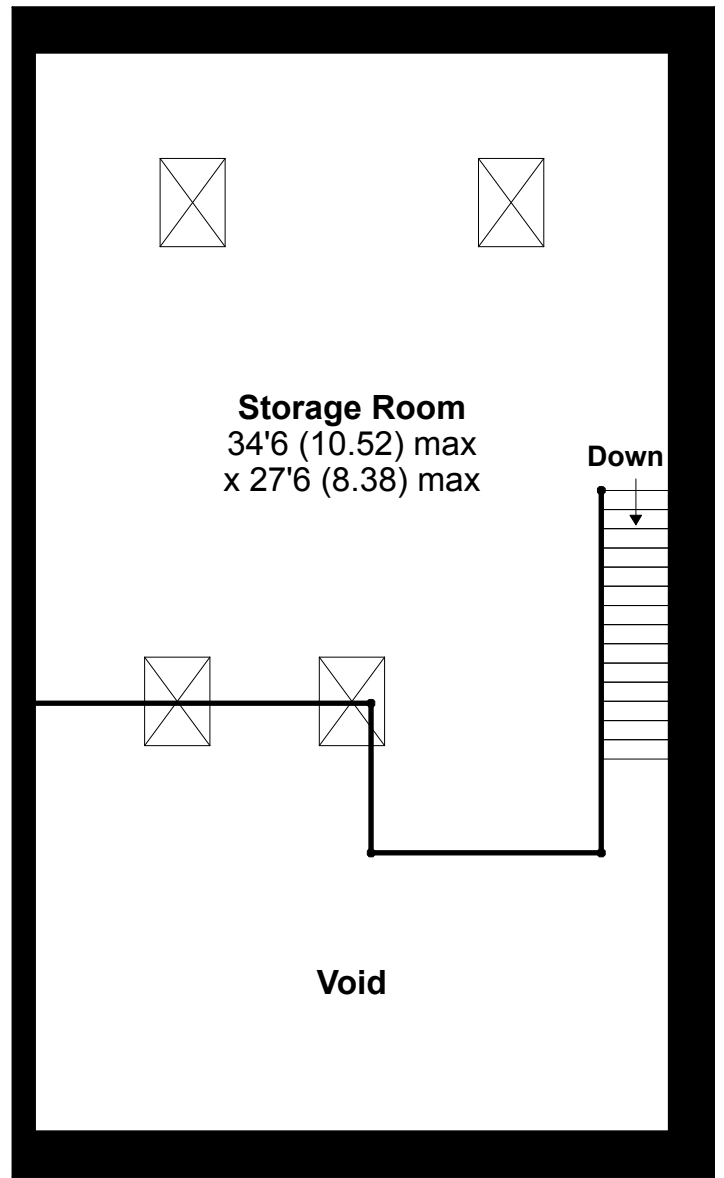 Storage Room
34'6 (10.52) max
x 27'6 (8.38) max
Down
Void